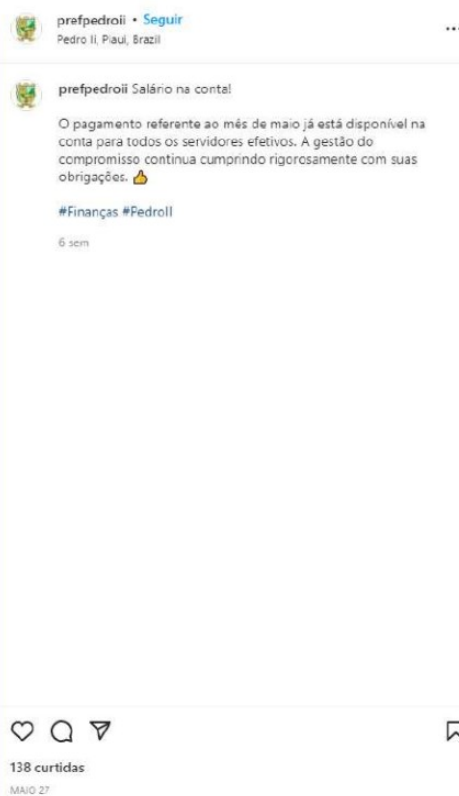 prefpedroii • Seguir
Pedro Ii, Piaui, Brazil
prefpedroii Salário na conta!
O pagamento referente ao mês de maio já está disponível na
conta para todos os servidores efetivos. A gestão do
compromisso continua cumprindo rigorosamente com suas
obrigações. 👍
#Finanças #PedroII
6 sem
138 curtidas
MAIO 27